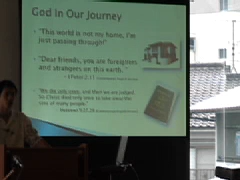 God in Our Journey
- "This world is not my home, I'm
just passing through!"
- "Dear friends, you are foreigners
and strangers on this earth. "
- 1 Peter 2:11
- "We die only once, and then we are judged.
So Christ died only once to take away the
sins of many people."
Hebrews 9:27,28